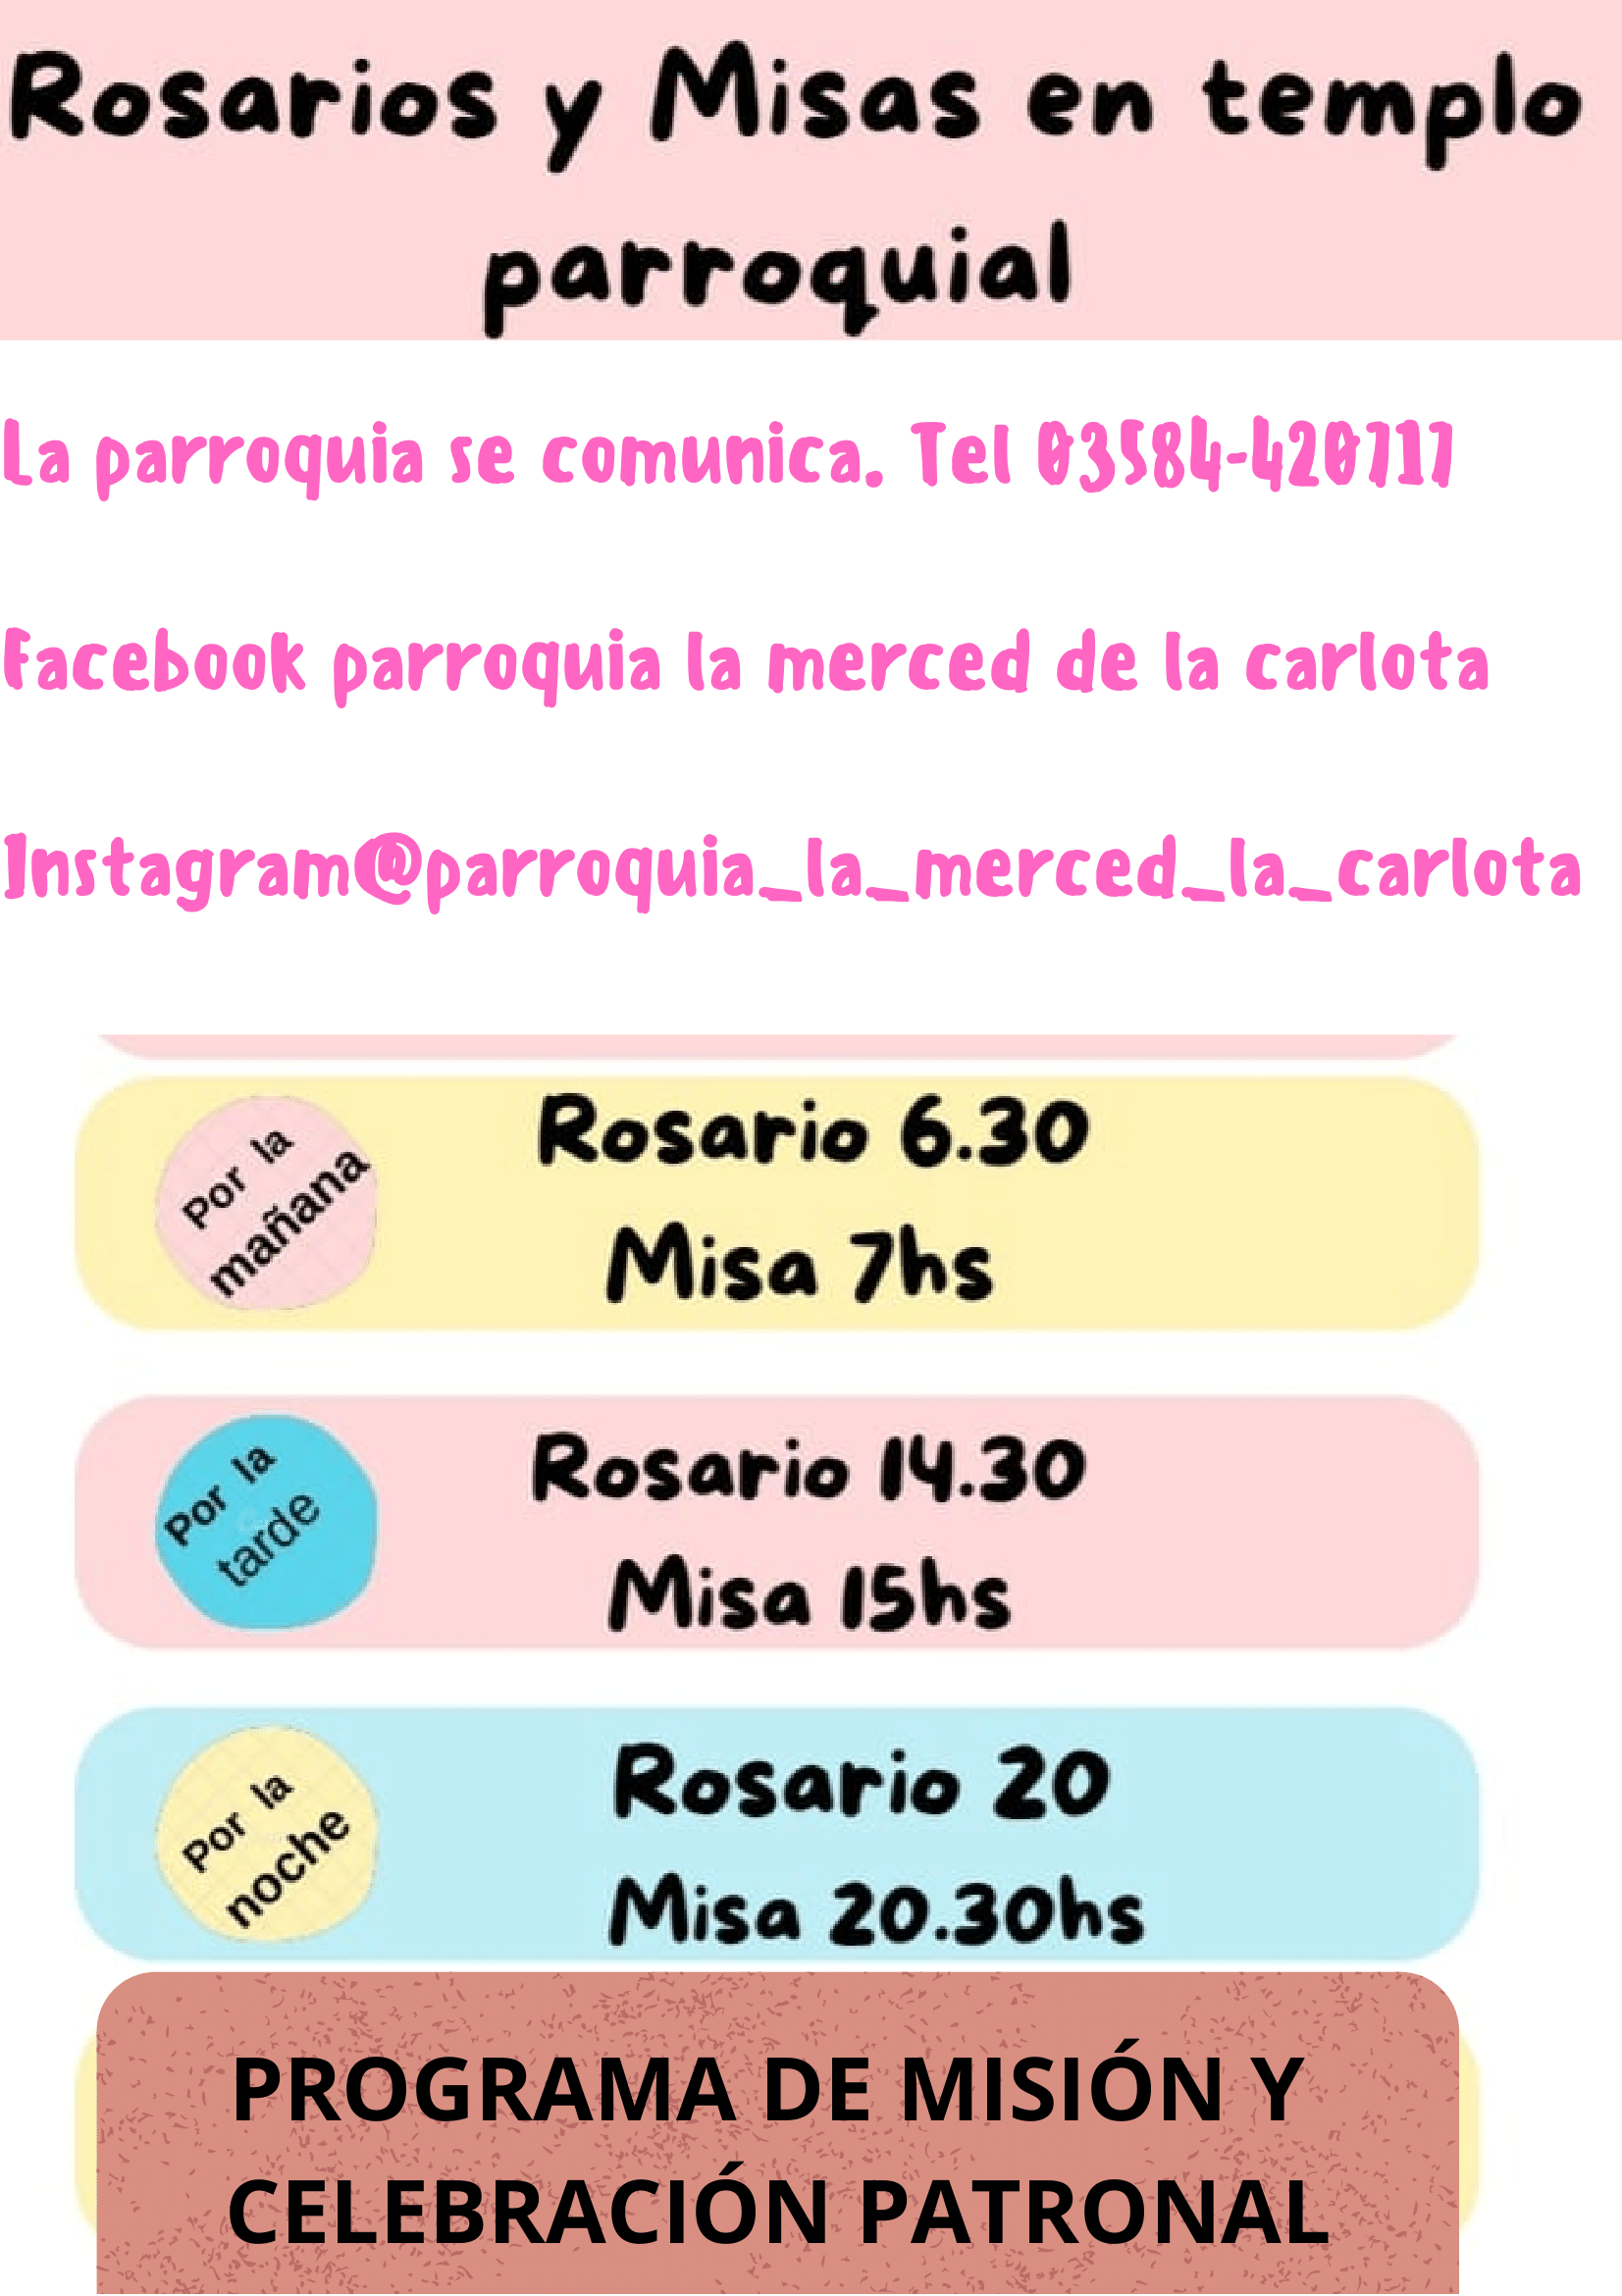 Rosarios y Misas en templo
parroquial
La parroquia se comunica. Tel 03584-420717
Facebook parroquia la merced de la carlota
Instagram@parroquia_la_merced_la_carlota
Por la
mañana
Rosario 6.30
Misa 7hs
Por la
tarde
Rosario 14.30
Misa 15hs
Por la
noche
Rosario 20
Misa 20.30hs
PROGRAMA DE MISIÓN Y
CELEBRACIÓN PATRONAL